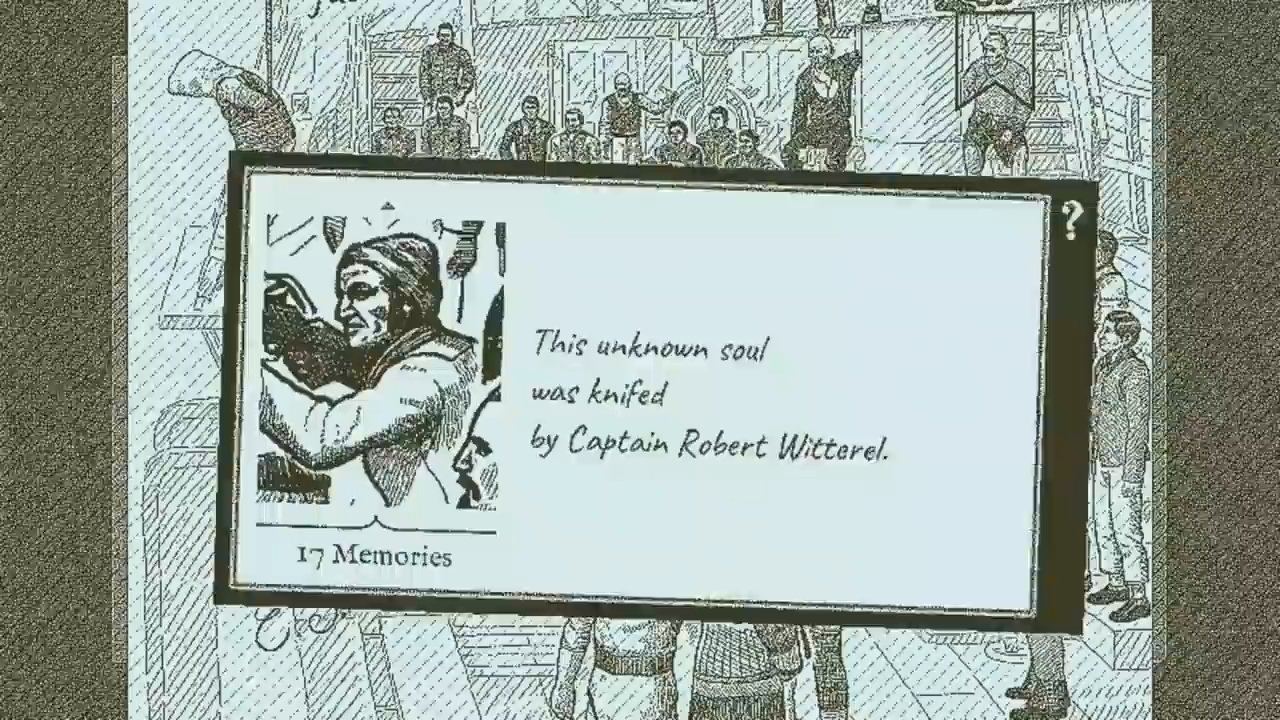 ?
This unknown soul
was knifed
by Captain Robert Witterel.
17 Memories